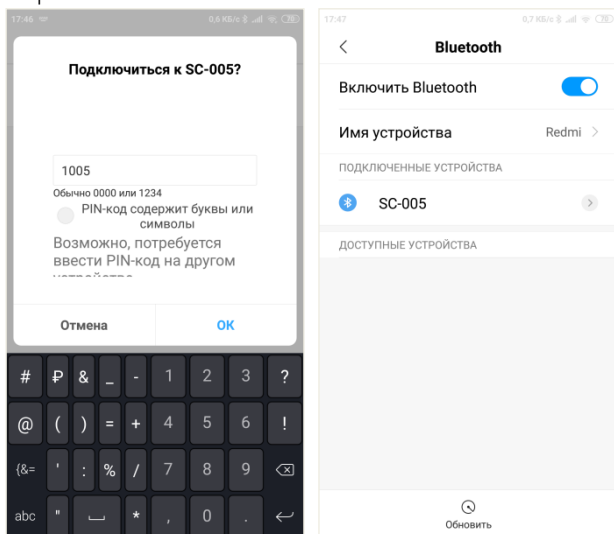 17:46
0,6 КБ/с
78
Подключиться к SC-005?
1005
Обычно 0000 или 1234
PIN-код содержит буквы или
символы
Возможно, потребуется
ввести PIN-код на другом
Отмена
ОК
# ₽ & _ - 1 2 3 ?
@ ( ) = + 4 5 6 !
{&= ' : % / 7 8 9
abc " * , 0 .
17:47
0,7 КБ/с
Bluetooth
Включить Bluetooth
Имя устройства
Redmi
ПОДКЛЮЧЕННЫЕ УСТРОЙСТВА
SC-005
ДОСТУПНЫЕ УСТРОЙСТВА
Обновить